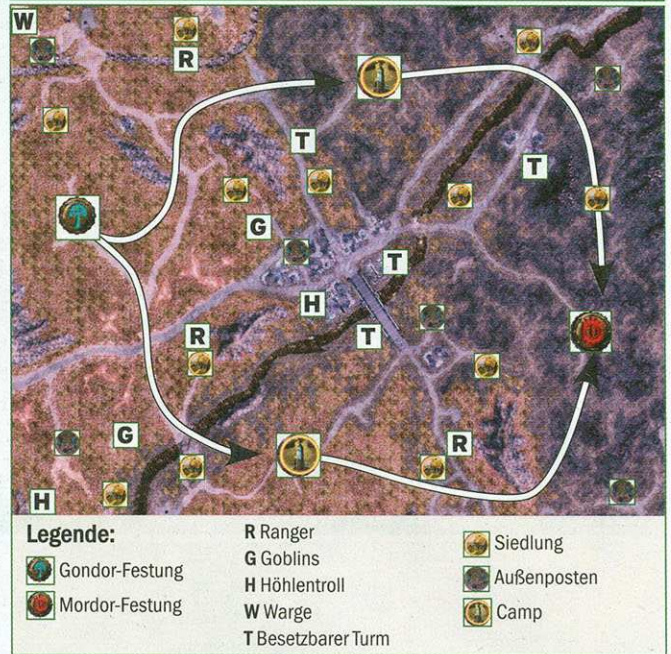 W
R
T
T
G
T
H
T
R
G
R
H
Legende:
Gondor-Festung
Mordor-Festung
R Ranger
G Goblins
H Höhlentroll
W Warge
T Besetzbarer Turm
Siedlung
Außenposten
Camp